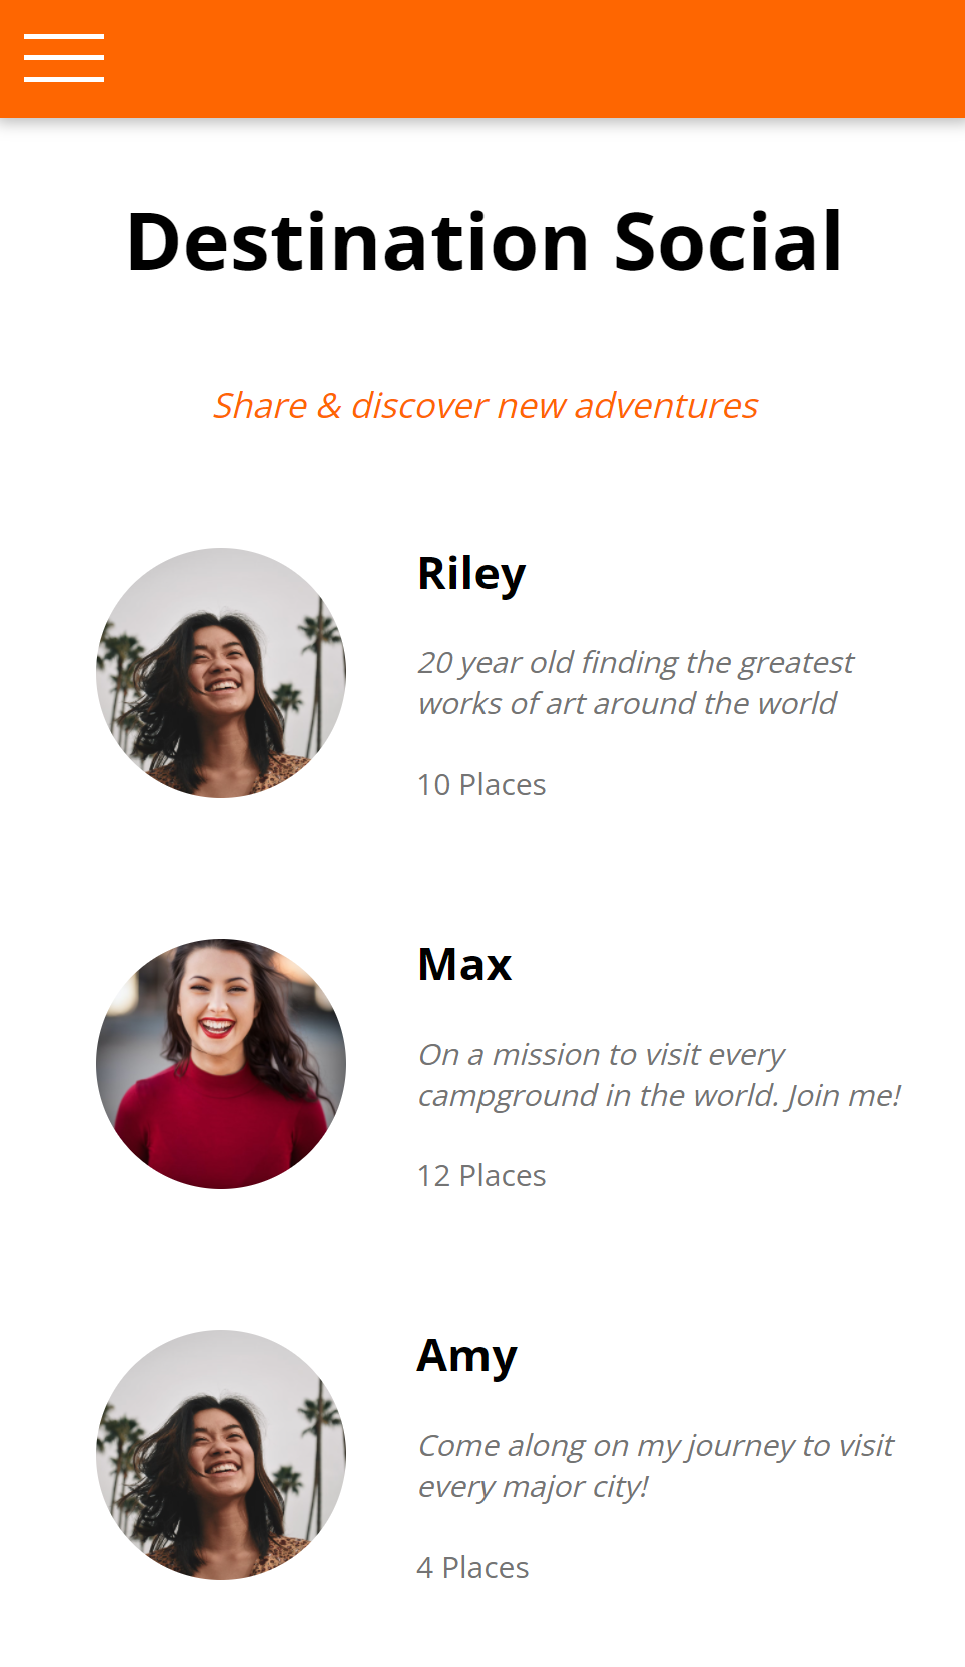 Destination Social
Share & discover new adventures
Riley
20 year old finding the greatest
works of art around the world
10 Places
Max
On a mission to visit every
campground in the world. Join me!
12 Places
Amy
Come along on my journey to visit
every major city!
4 Places